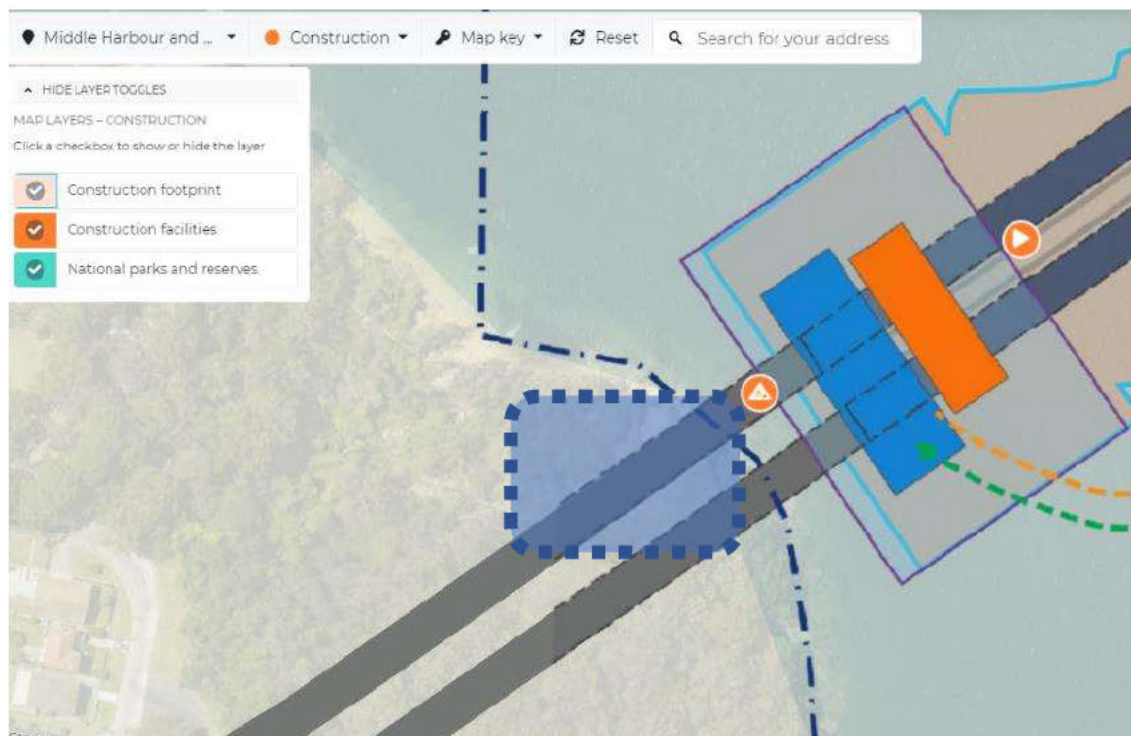 Middle Harbour and ... Construction Map key Reset Search for your address
HIDE LAYER TOGGLES
MAP LAYERS – CONSTRUCTION
Click a checkbox to show or hide the layer
Construction footprint
Construction facilities
National parks and reserves